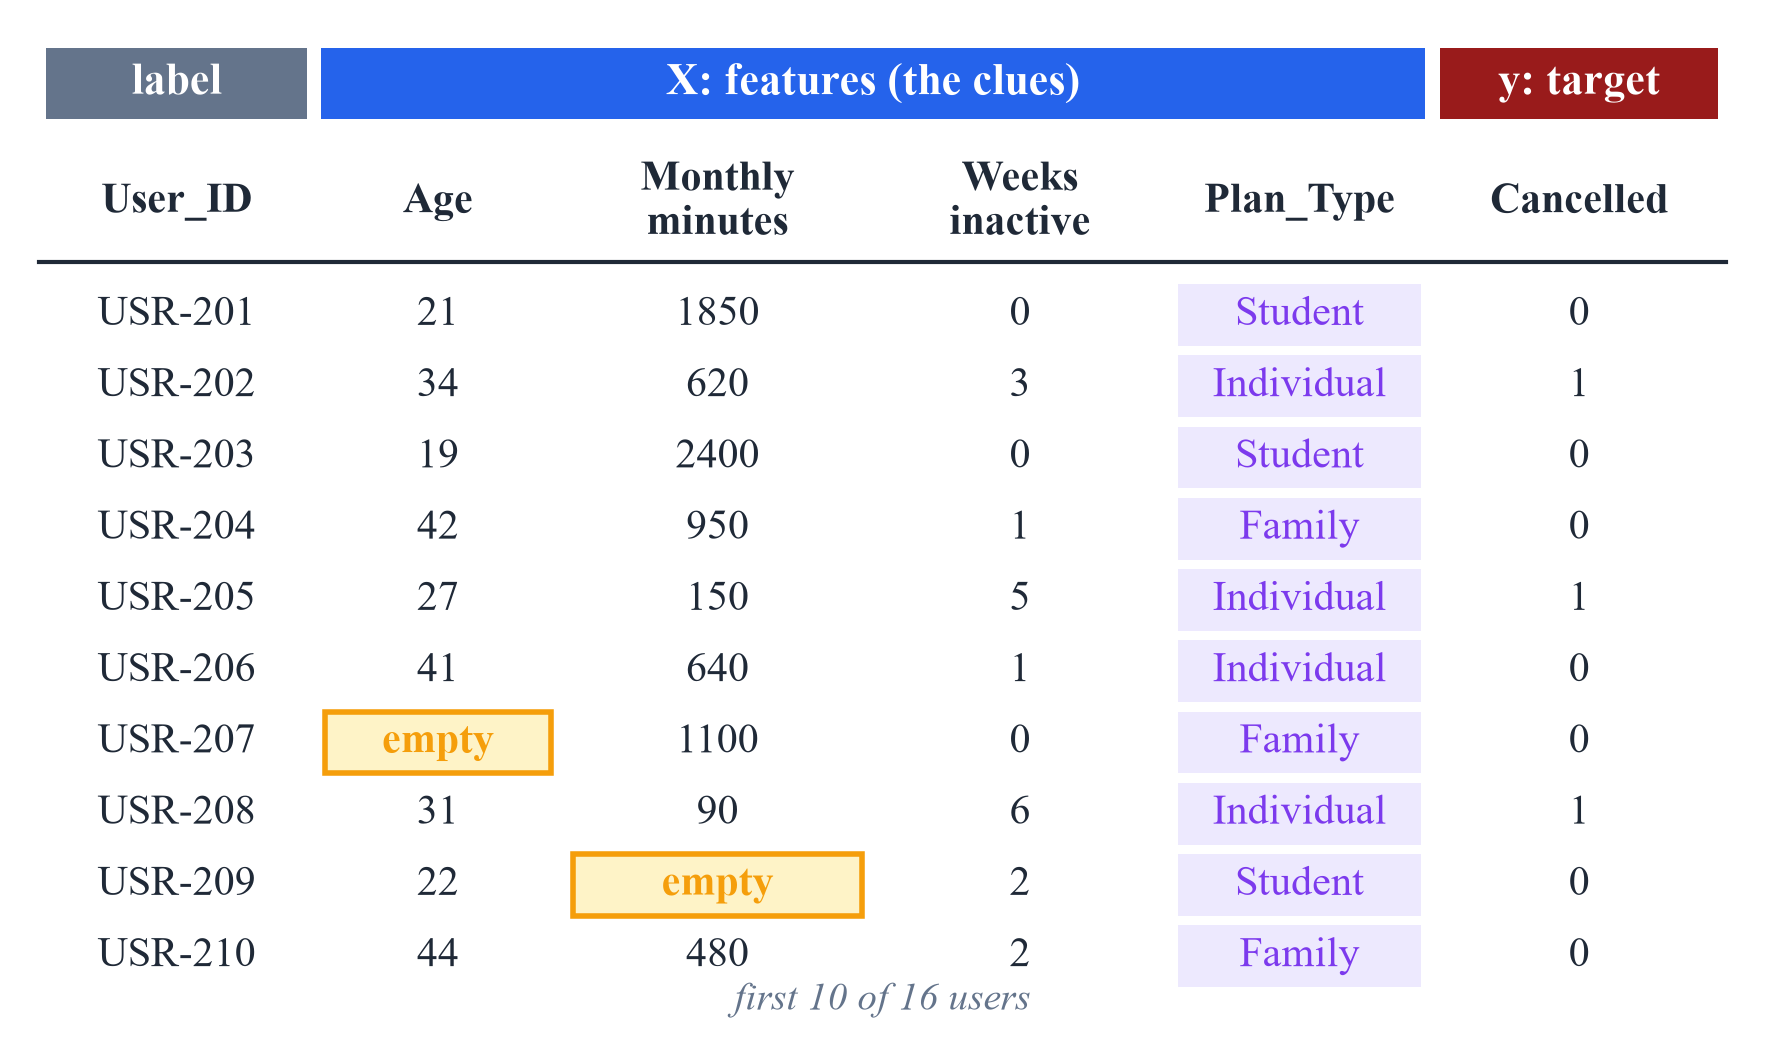 label X: features (the clues) y: target
User_ID Age Monthly minutes Weeks inactive Plan_Type Cancelled
USR-201 21 1850 0 Student 0
USR-202 34 620 3 Individual 1
USR-203 19 2400 0 Student 0
USR-204 42 950 1 Family 0
USR-205 27 150 5 Individual 1
USR-206 41 640 1 Individual 0
USR-207 empty 1100 0 Family 0
USR-208 31 90 6 Individual 1
USR-209 22 empty 2 Student 0
USR-210 44 480 2 Family 0
first 10 of 16 users